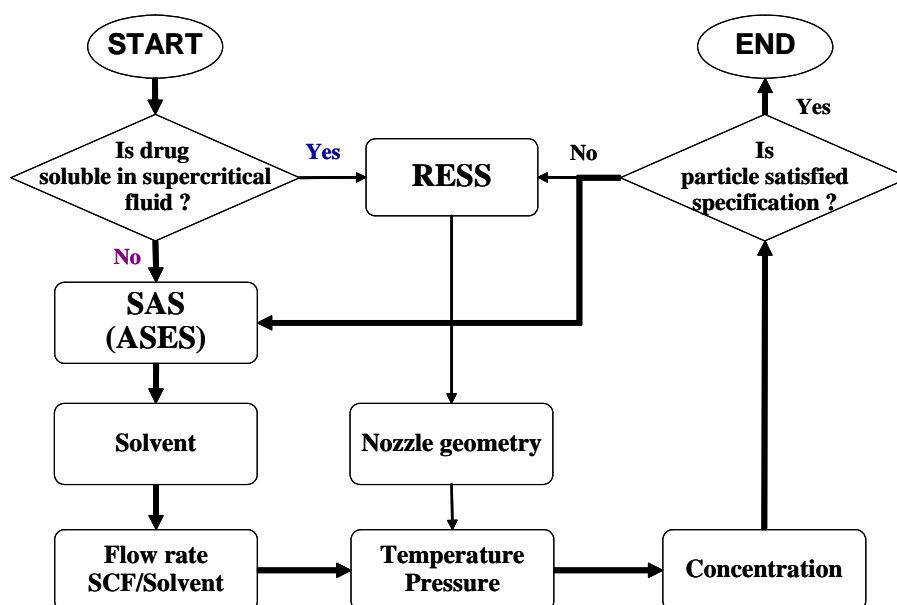 START
END
Yes
Is drug
soluble in supercritical
fluid ?
Yes
RESS
No
Is
particle satisfied
specification ?
No
SAS
(ASES)
Solvent
Nozzle geometry
Flow rate
SCF/Solvent
Temperature
Pressure
Concentration